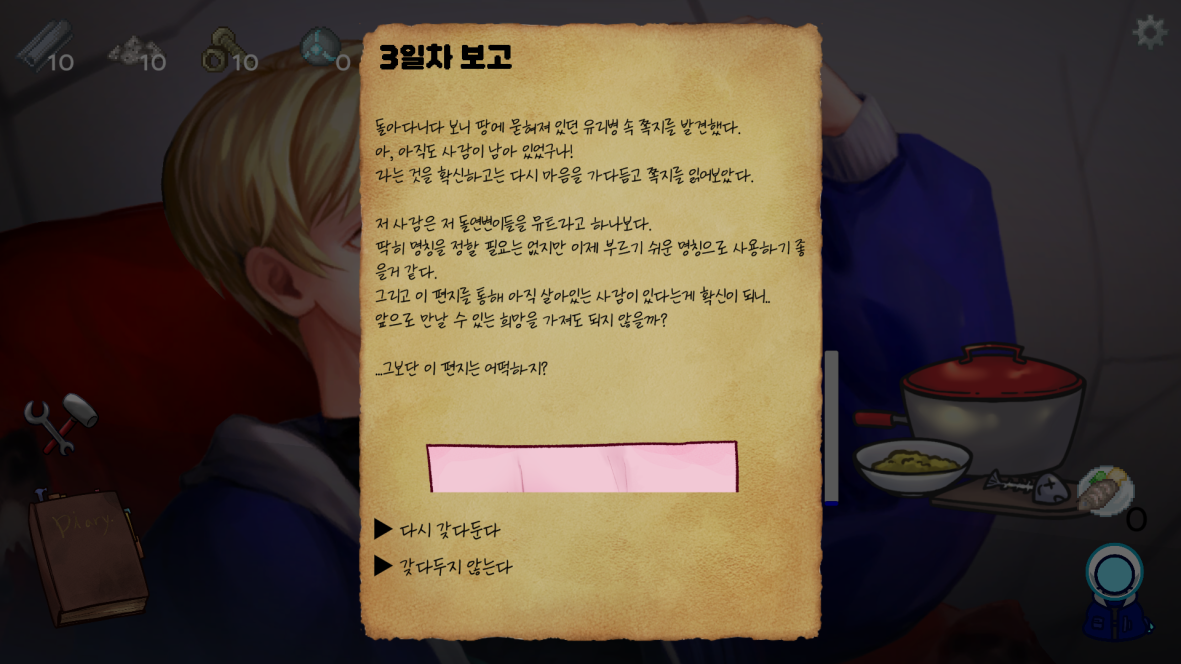 10
10
10
0
3일차 보고
돌아다니다 보니 땅에 묻혀져 있던 유리병 속 쪽지를 발견했다.
아, 아직도 사람이 남아 있었구나!
라는 것을 확신하고는 다시 마음을 가다듬고 쪽지를 읽어보았다.
저 사람은 저 돌연변이들을 뮤트라고 하나보다.
딱히 명칭을 정할 필요는 없지만 이제 부르기 쉬운 명칭으로 사용하기 좋
을거 같다.
그리고 이 편지를 통해 아직 살아있는 사람이 있다는게 확신이 되니..
앞으로 만날 수 있는 희망을 가져도 되지 않을까?
...그보단 이 편지는 어떡하지?
▶ 다시 갖다둔다
▶ 갖다두지 않는다
Diary.
0